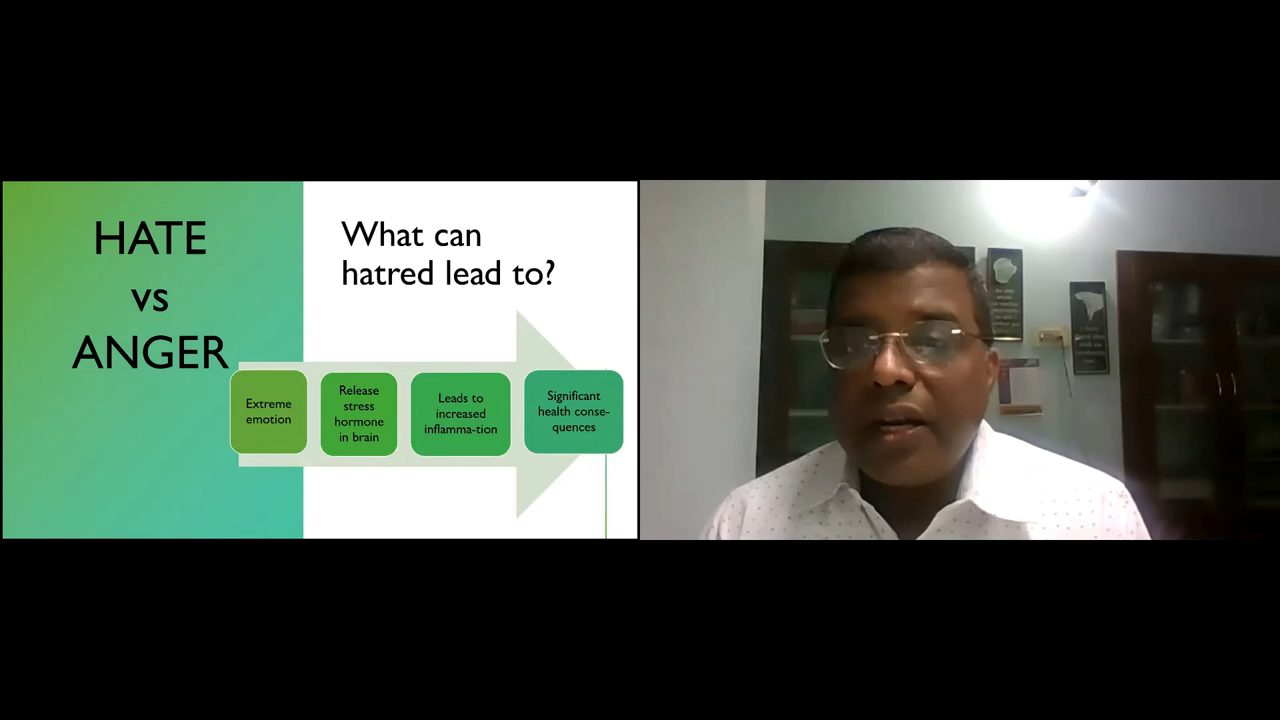 HATE
vs
ANGER
What can
hatred lead to?
Extreme
emotion
Release
stress
hormone
in brain
Leads to
increased
inflamma-tion
Significant
health conse-
quences